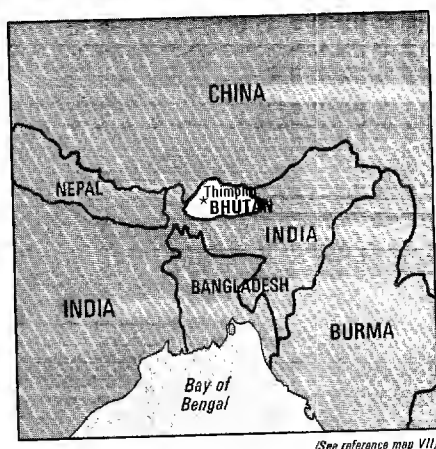 CHINA
NEPAL
Thimphu
BHUTAN
INDIA
BANGLADESH
INDIA
BURMA
Bay of
Bengal
(See reference map VII)